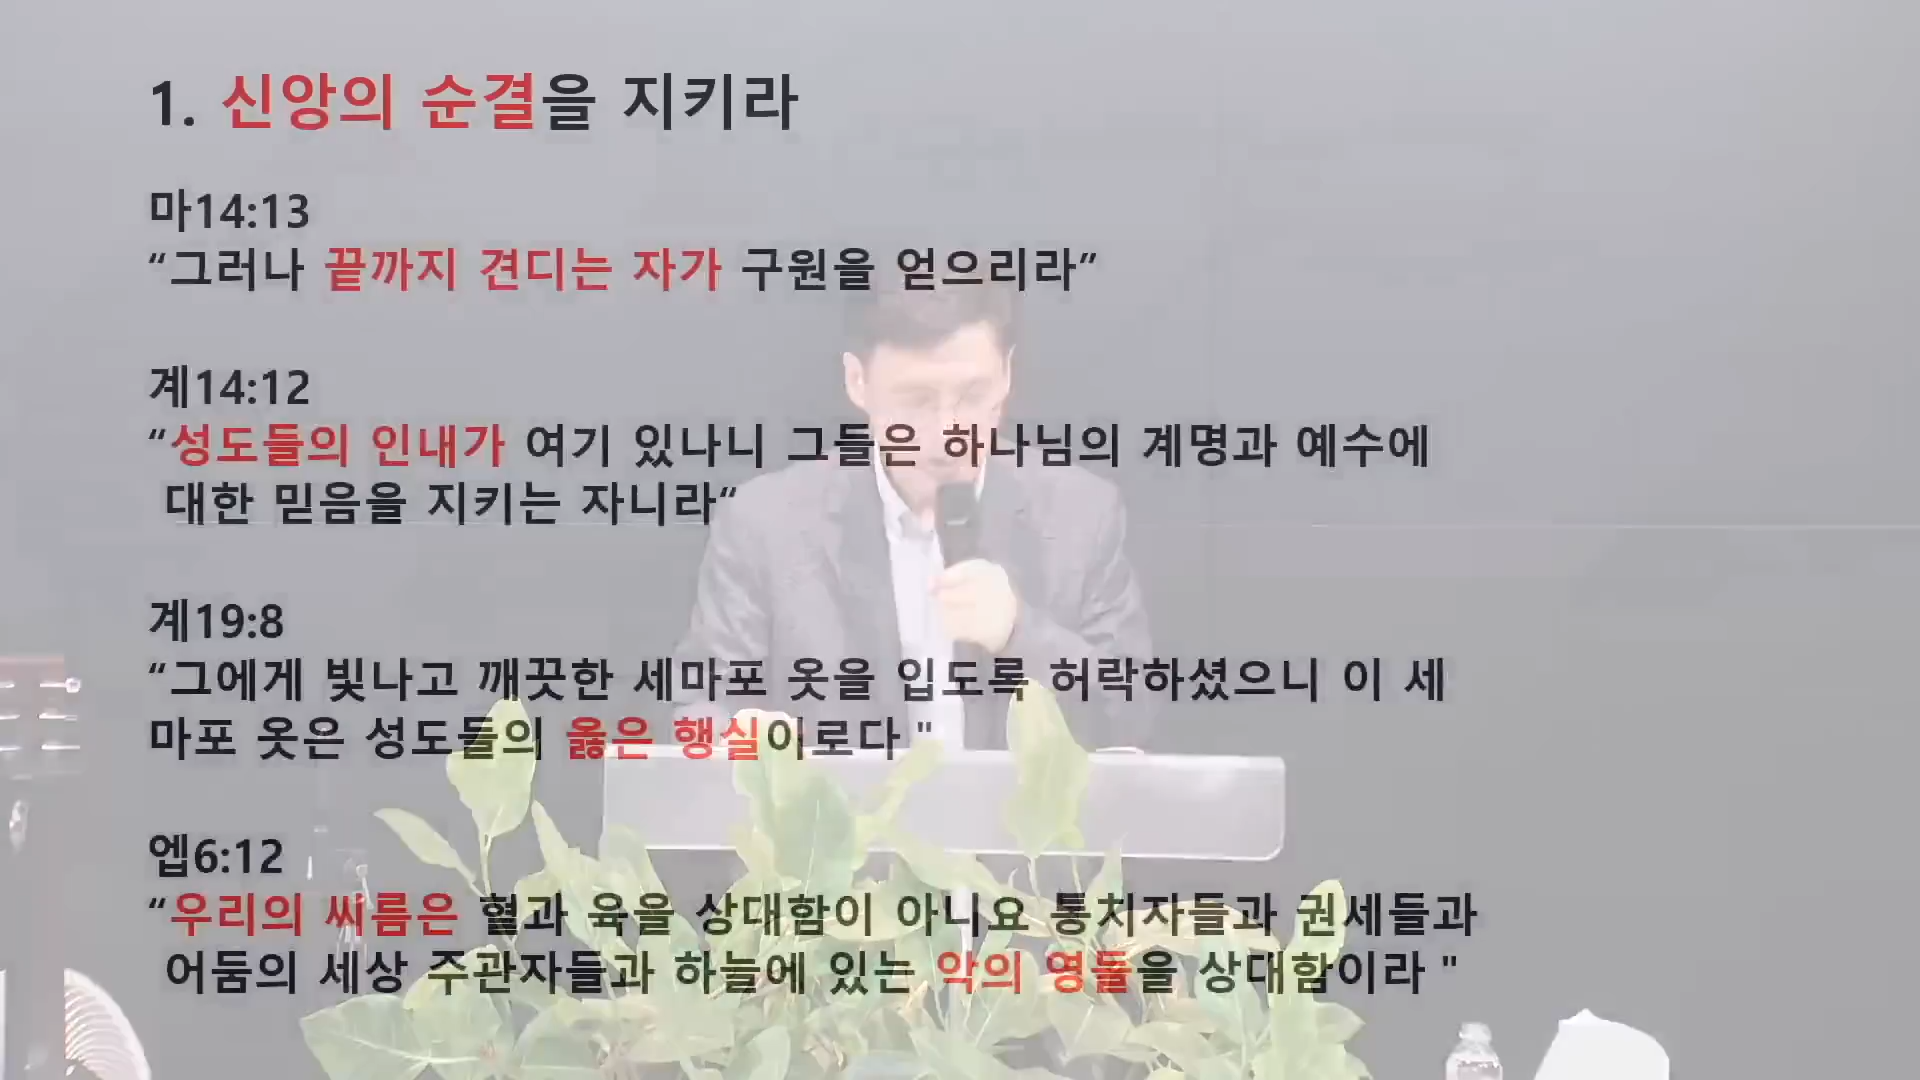 1. 신앙의 순결을 지키라
마14:13
“그러나 끝까지 견디는 자가 구원을 얻으리라”
계14:12
“성도들의 인내가 여기 있나니 그들은 하나님의 계명과 예수에
대한 믿음을 지키는 자니라“
계19:8
“그에게 빛나고 깨끗한 세마포 옷을 입도록 허락하셨으니 이 세
마포 옷은 성도들의 옳은 행실이로다 "
엡6:12
“우리의 씨름은 혈과 육을 상대함이 아니요 통치자들과 권세들과
어둠의 세상 주관자들과 하늘에 있는 악의 영들을 상대함이라 "